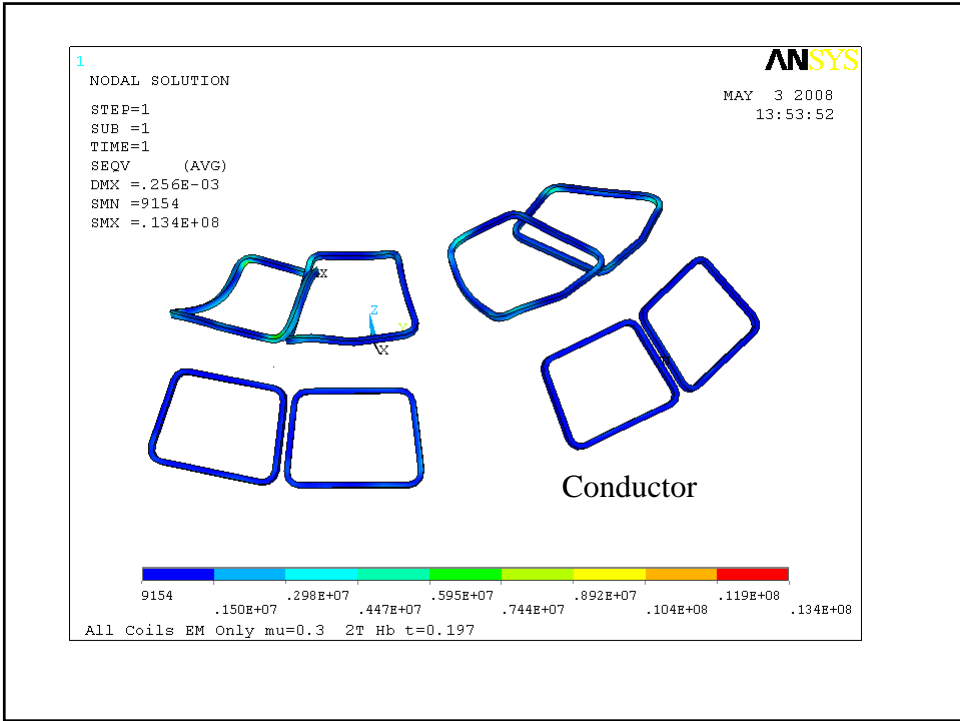 1
ANSYS
NODAL SOLUTION
MAY 3 2008
13:53:52
STEP=1
SUB =1
TIME=1
SEQV (AVG)
DMX =.256E-03
SMN =9154
SMX =.134E+08
X
Z
Y
X
Conductor
9154 .298E+07 .595E+07 .892E+07 .119E+08
.150E+07 .447E+07 .744E+07 .104E+08 .134E+08
All Coils EM Only mu=0.3 2T Hb t=0.197